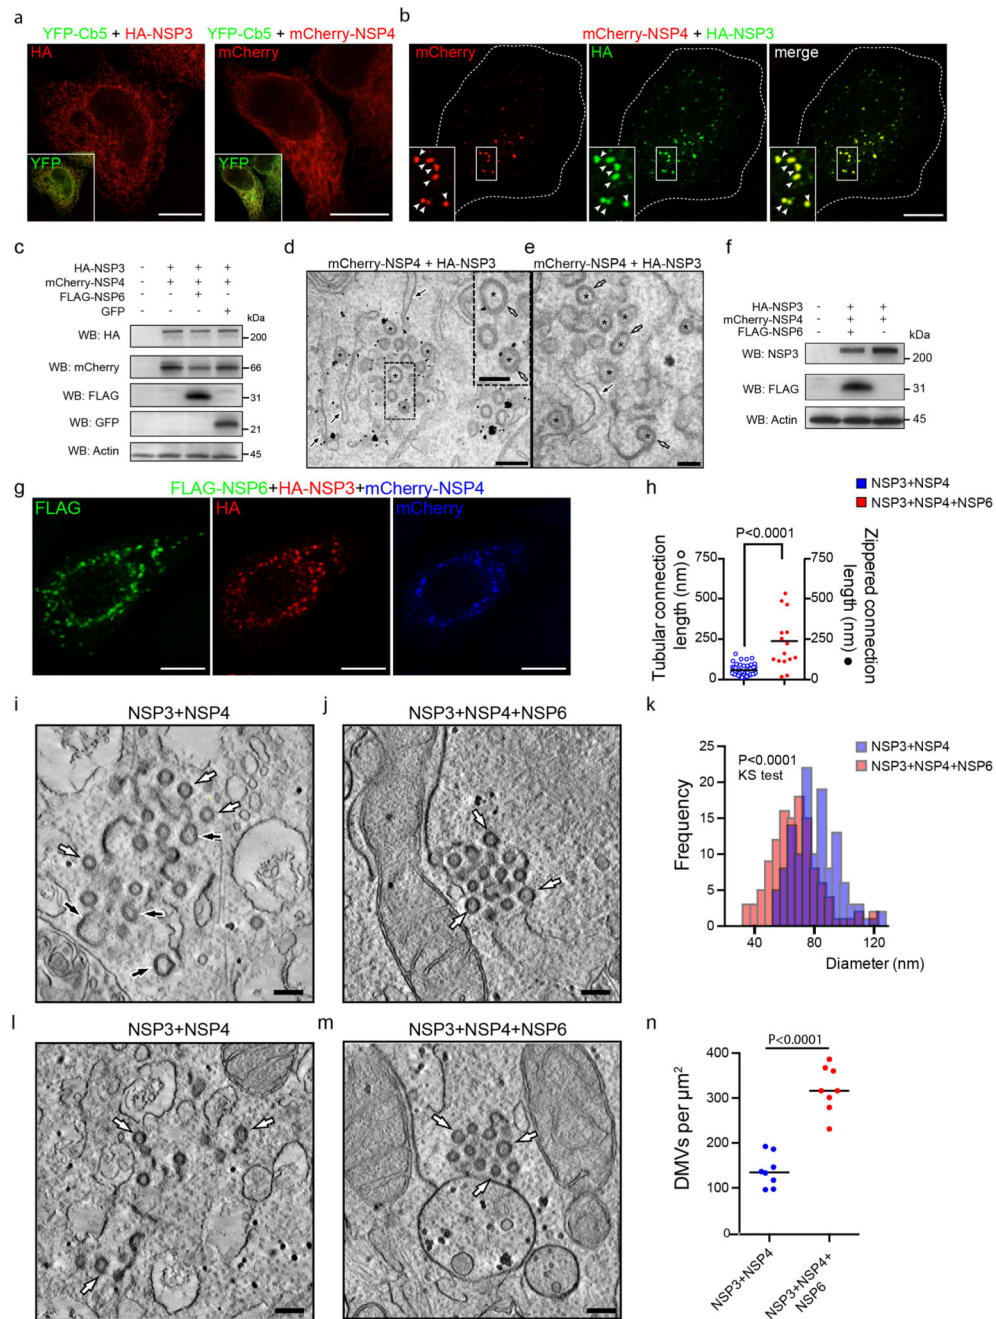 a
YFP-Cb5 + HA-NSP3
YFP-Cb5 + mCherry-NSP4
HA
YFP
mCherry
YFP
b
mCherry-NSP4 + HA-NSP3
mCherry
HA
merge
c
HA-NSP3 - + + +
mCherry-NSP4 - + + +
FLAG-NSP6 - - + -
GFP - - - +
kDa
WB: HA
200
WB: mCherry
66
WB: FLAG
31
WB: GFP
21
WB: Actin
45
d
mCherry-NSP4 + HA-NSP3
e
mCherry-NSP4 + HA-NSP3
f
HA-NSP3 - + +
mCherry-NSP4 - + +
FLAG-NSP6 - + -
kDa
WB: NSP3
200
WB: FLAG
31
WB: Actin
45
g
FLAG-NSP6+HA-NSP3+mCherry-NSP4
FLAG
HA
mCherry
h
NSP3+NSP4
NSP3+NSP4+NSP6
P<0.0001
Tubular connection
length (nm)
750
500
250
0
750
500
250
0
Zippered connection
length (nm)
i
NSP3+NSP4
j
NSP3+NSP4+NSP6
k
NSP3+NSP4
NSP3+NSP4+NSP6
P<0.0001
KS test
Frequency
25
20
15
10
5
0
40 80 120
Diameter (nm)
l
NSP3+NSP4
m
NSP3+NSP4+NSP6
n
P<0.0001
DMVs per µm²
400
300
200
100
0
NSP3+NSP4
NSP3+NSP4+
NSP6